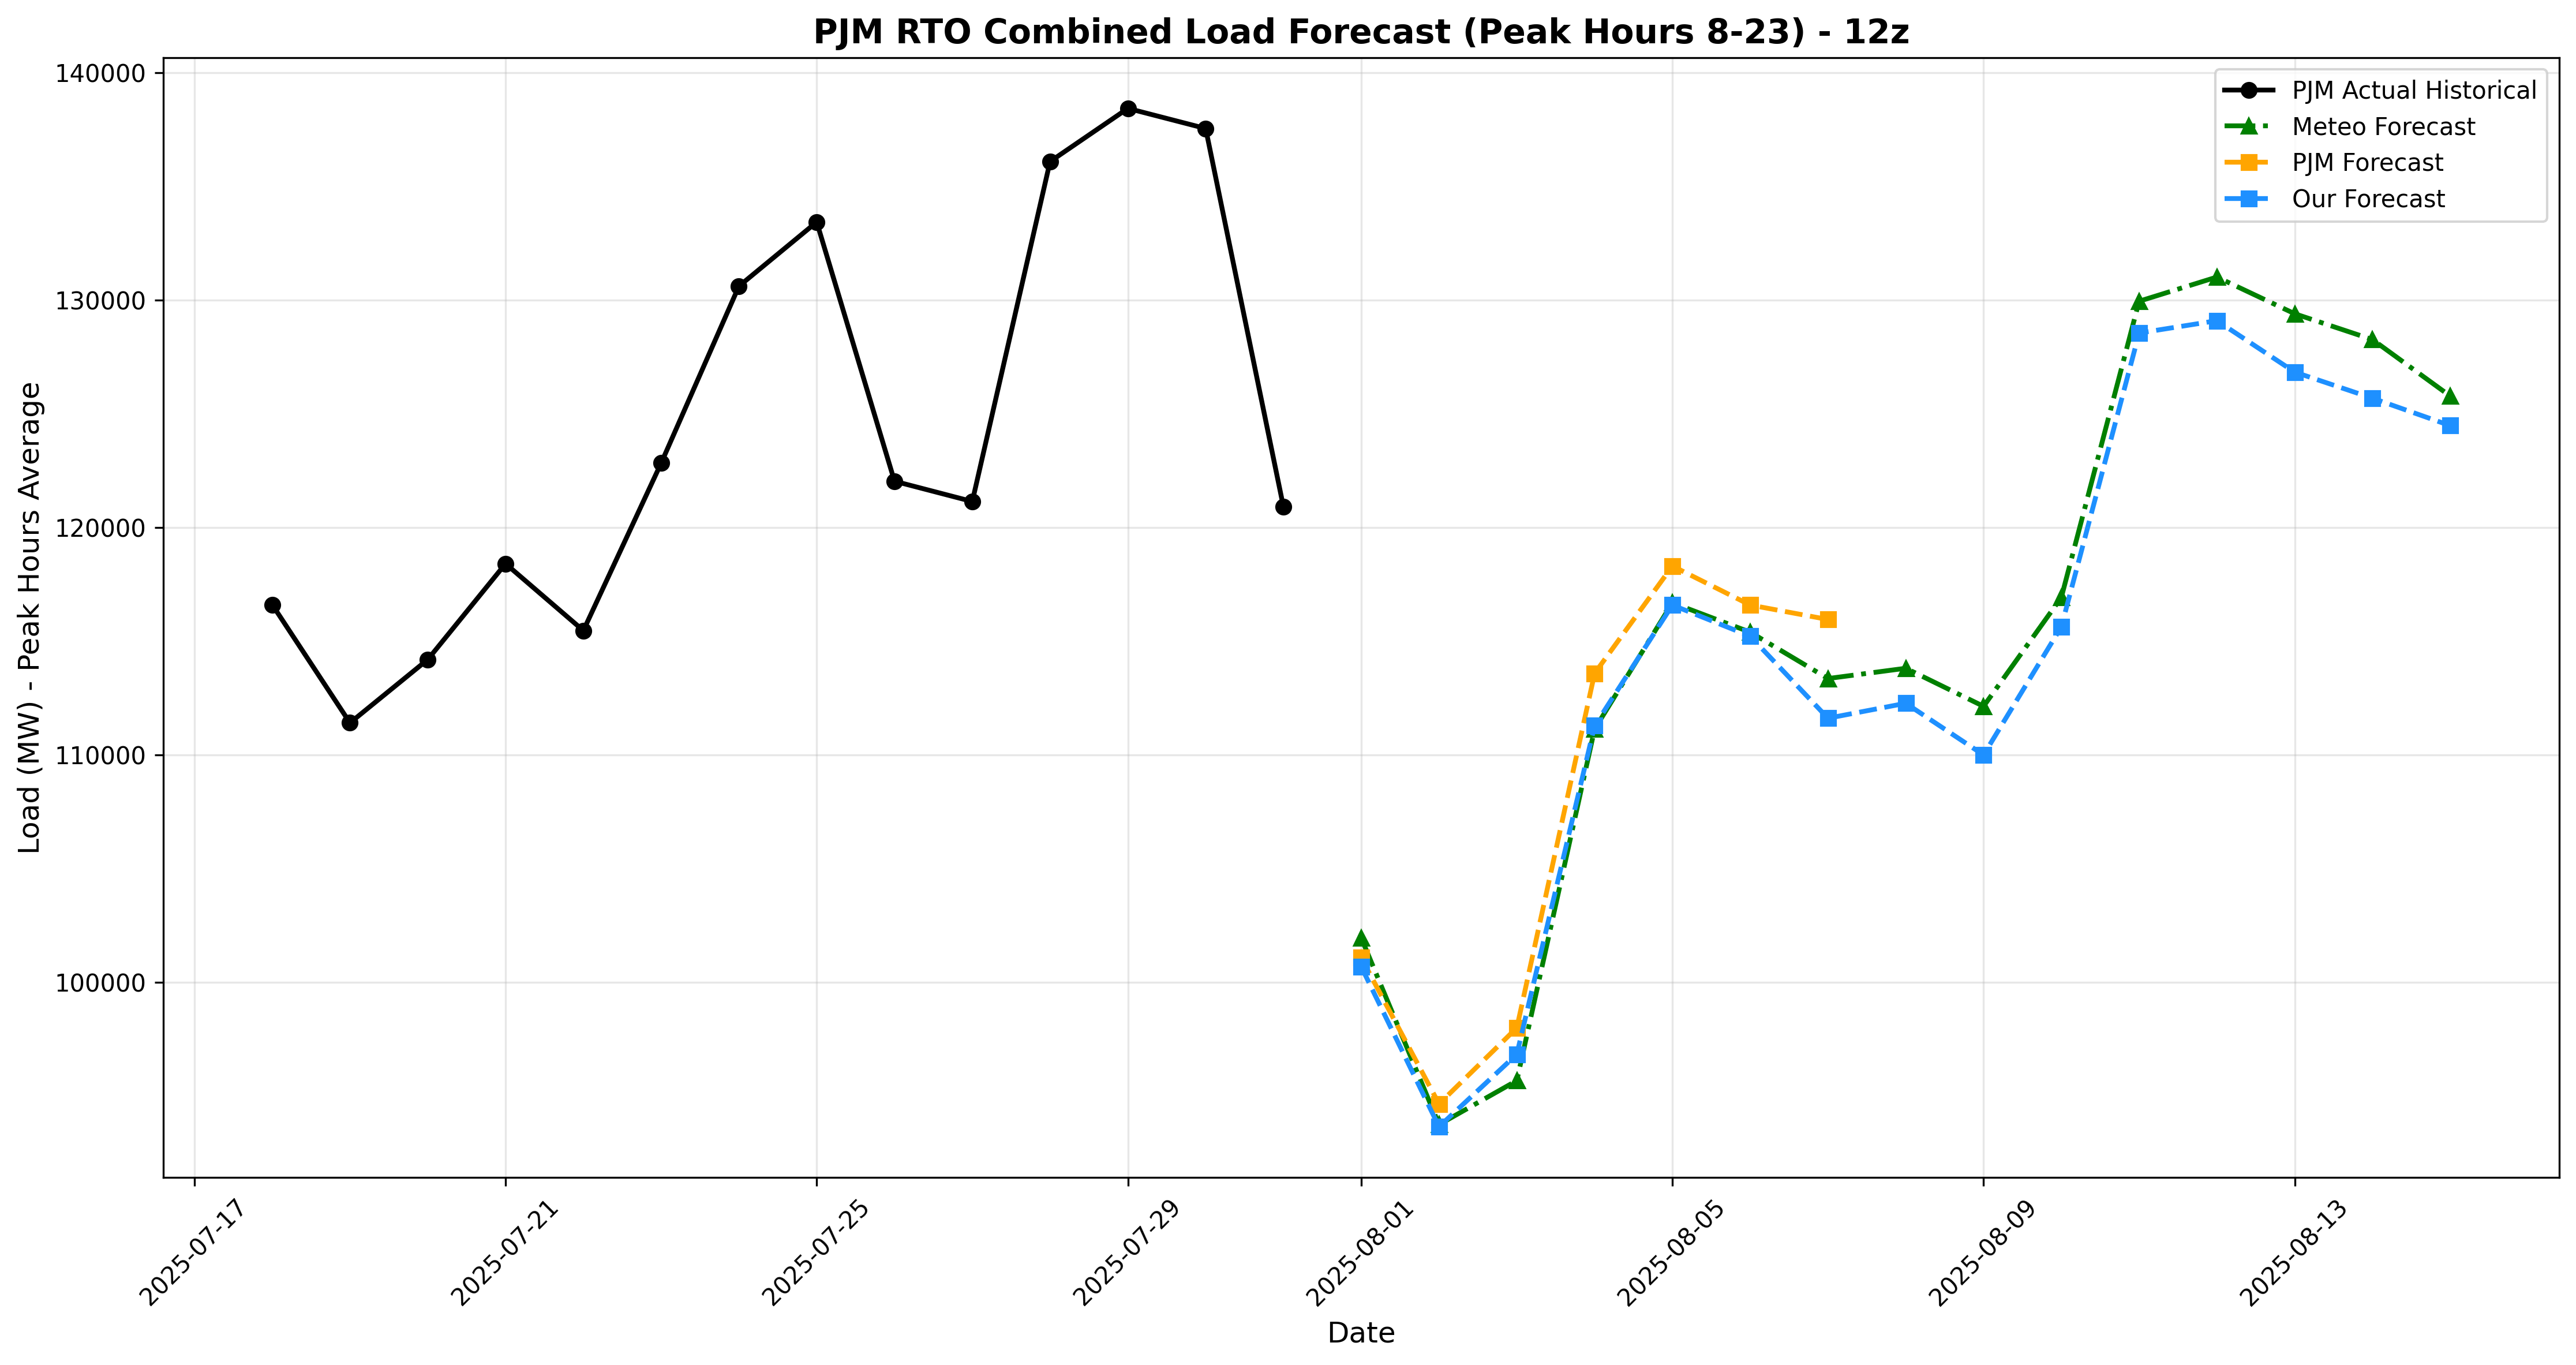 PJM RTO Combined Load Forecast (Peak Hours 8-23) - 12z
140000
130000
120000
110000
100000
Load (MW) - Peak Hours Average
PJM Actual Historical
Meteo Forecast
PJM Forecast
Our Forecast
2025-07-17
2025-07-21
2025-07-25
2025-07-29
2025-08-01
2025-08-05
2025-08-09
2025-08-13
Date